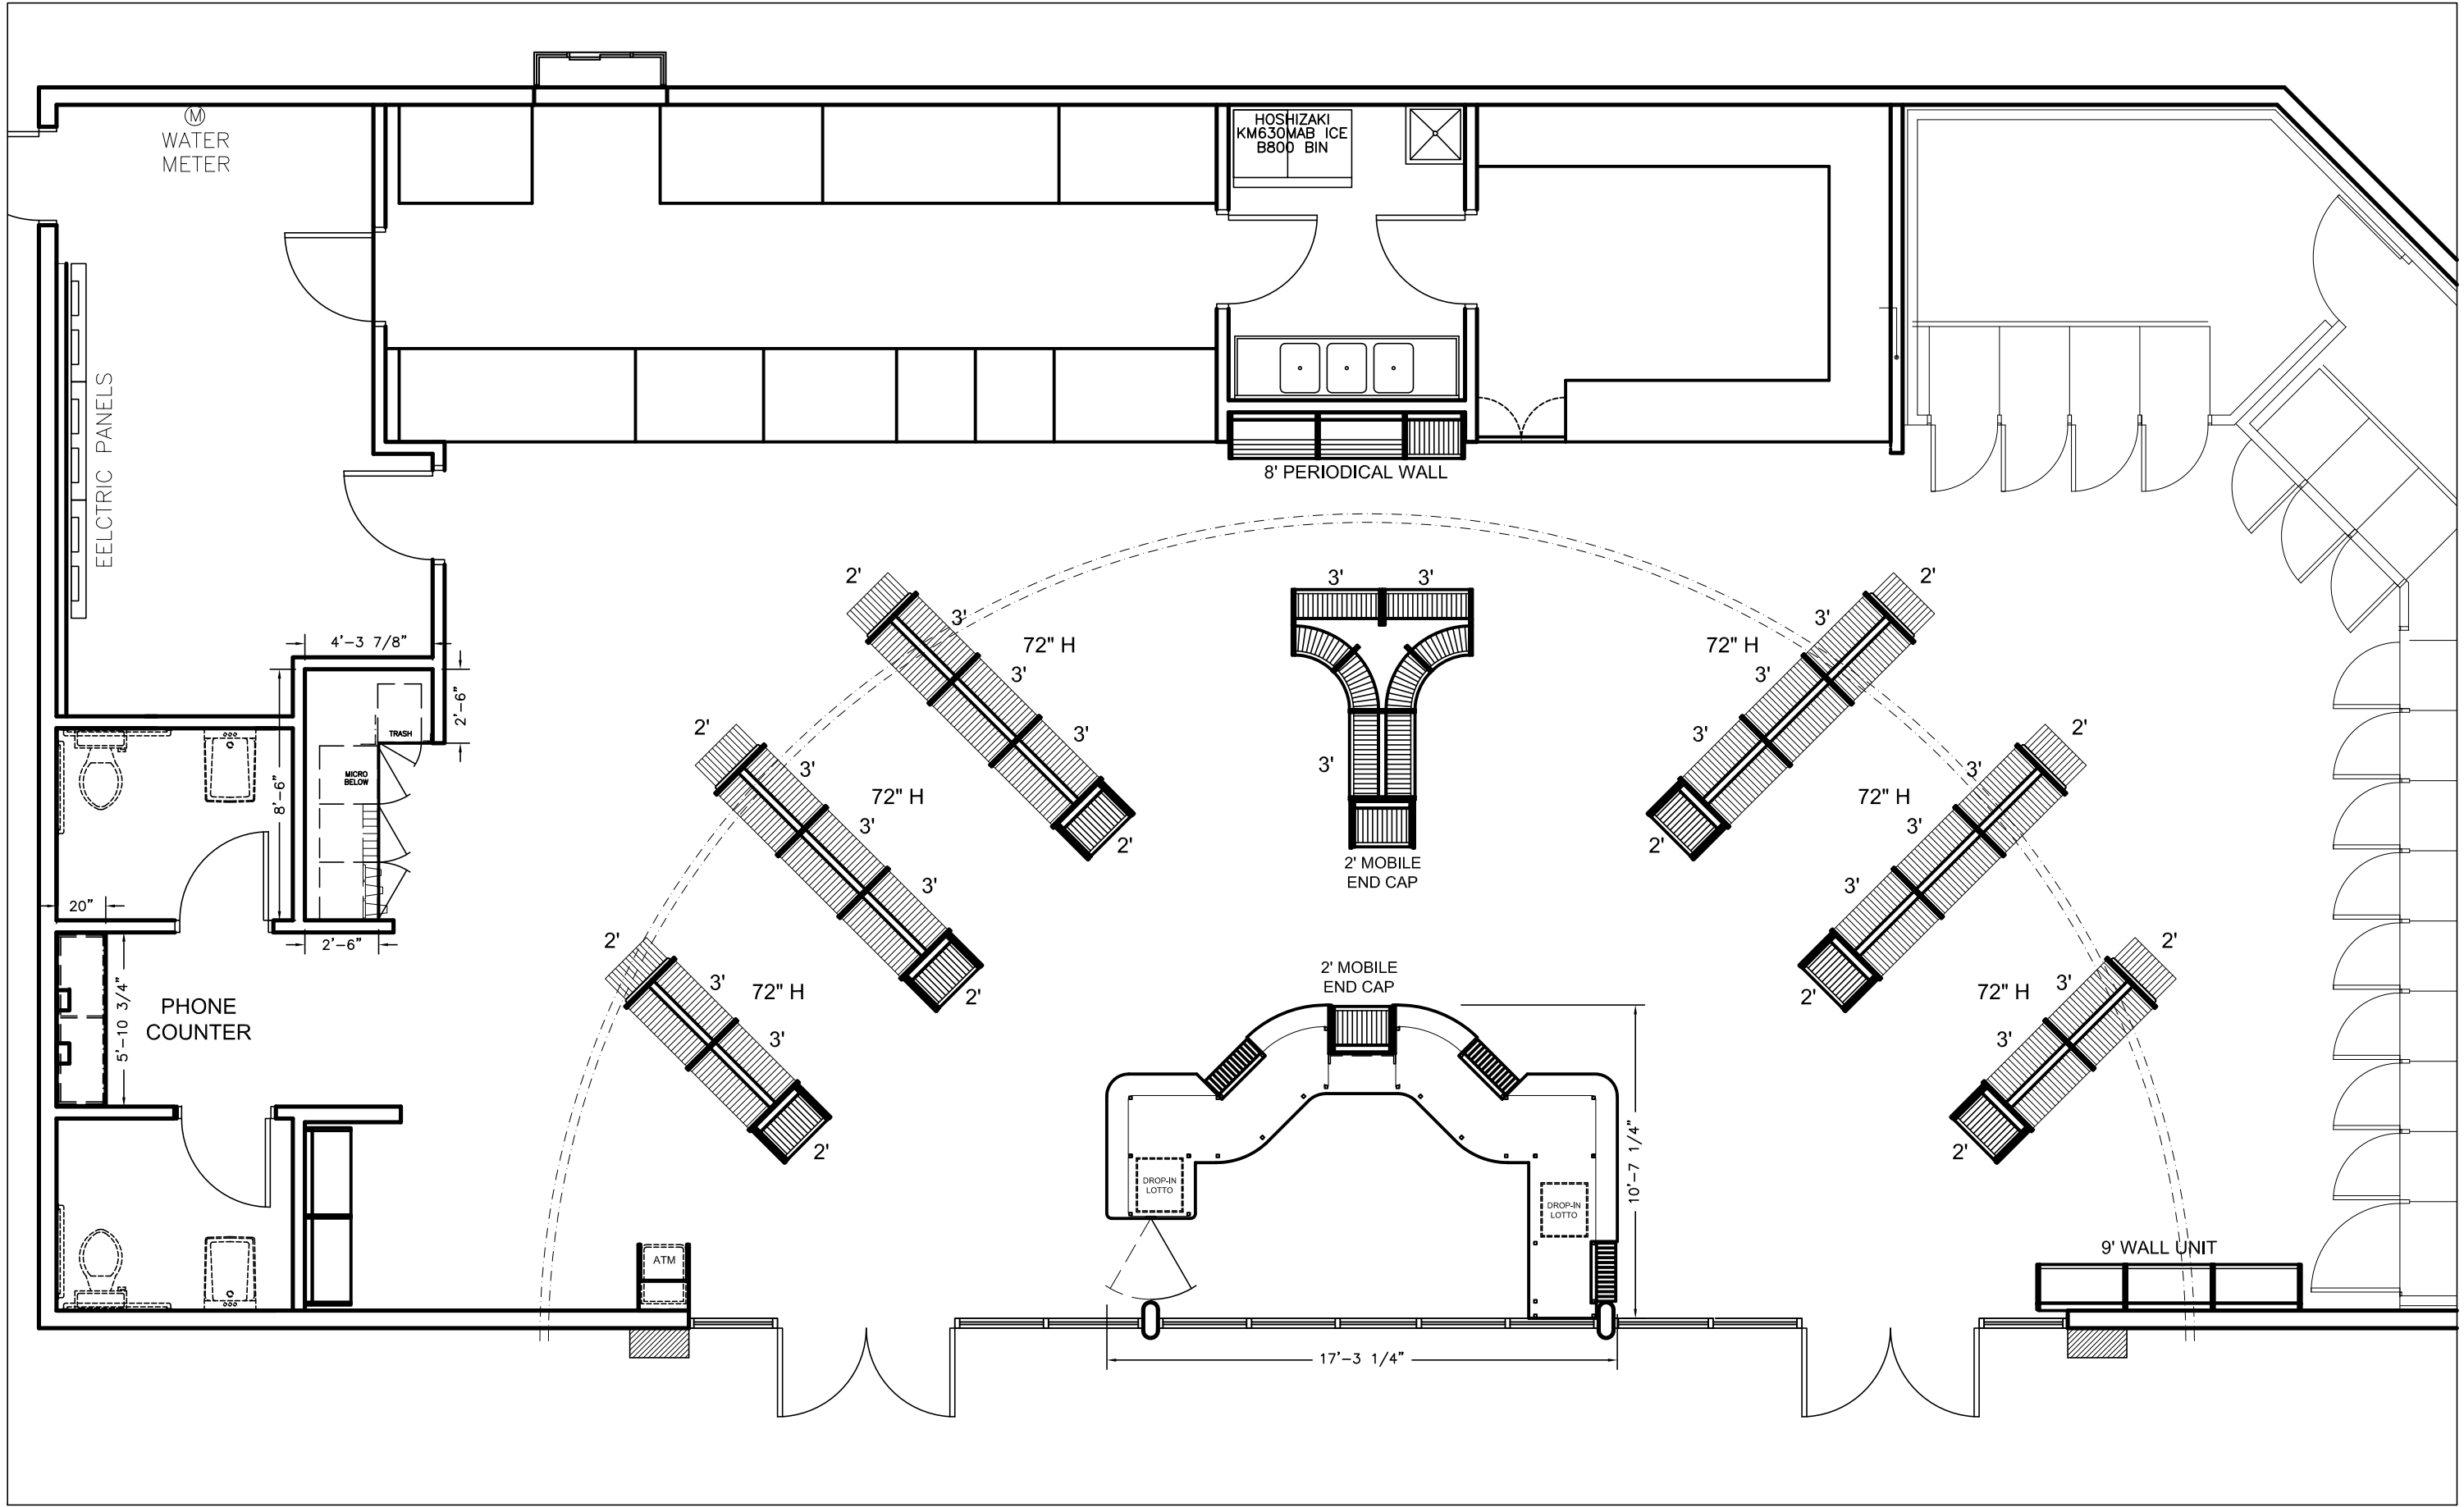 M
WATER
METER
HOSHIZAKI
KM630MAB ICE
B800 BIN
EELCTRIC PANELS
8' PERIODICAL WALL
2'
3'
72" H
3'
3'
2'
3'
3'
3'
2' MOBILE
END CAP
2'
3'
72" H
3'
3'
2'
4'-3 7/8"
2'-6"
8'-6"
TRASH
MICRO
BELOW
20"
2'-6"
5'-10 3/4"
PHONE
COUNTER
2'
3'
72" H
3'
3'
2'
2'
3'
72" H
3'
3'
2'
2'
3'
72" H
3'
2'
2'
3'
72" H
3'
2'
2' MOBILE
END CAP
DROP-IN
LOTTO
DROP-IN
LOTTO
10'-7 1/4"
ATM
9' WALL UNIT
17'-3 1/4"